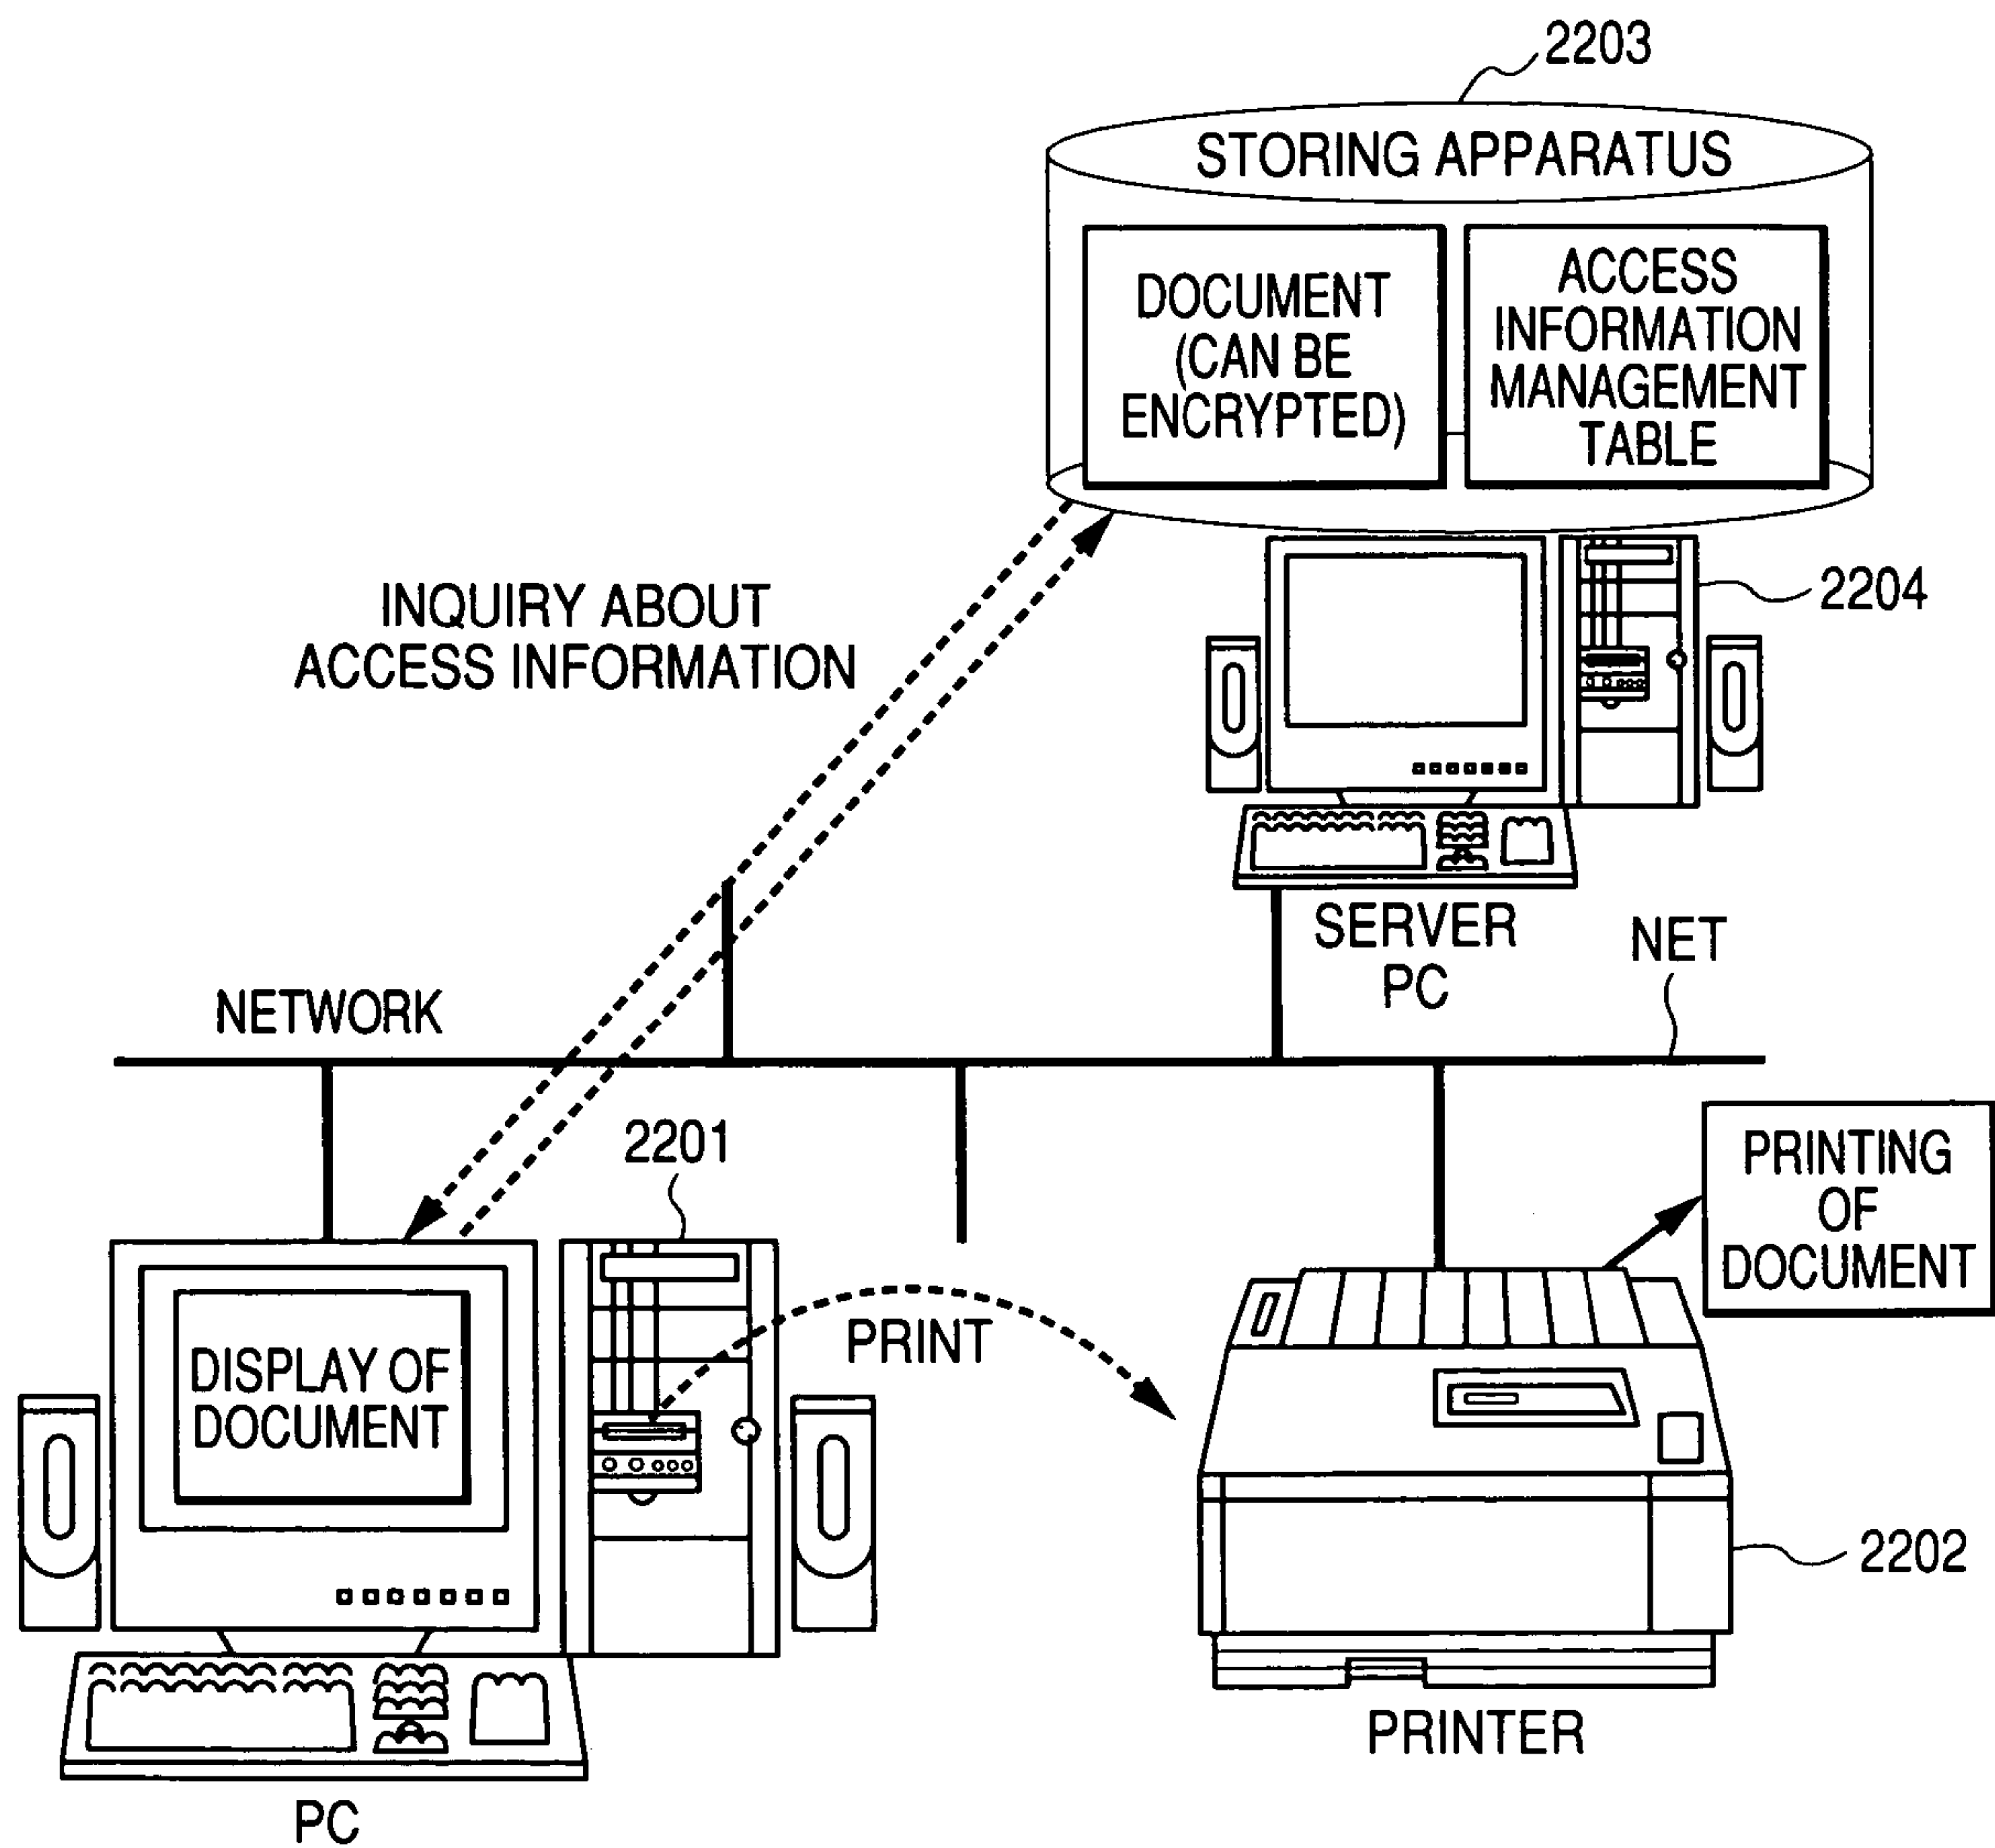 2203
STORING APPARATUS
DOCUMENT
(CAN BE
ENCRYPTED)
ACCESS
INFORMATION
MANAGEMENT
TABLE
INQUIRY ABOUT
ACCESS INFORMATION
2204
SERVER
PC
NET
NETWORK
2201
PRINTING
OF
DOCUMENT
PRINT
DISPLAY OF
DOCUMENT
2202
PRINTER
PC